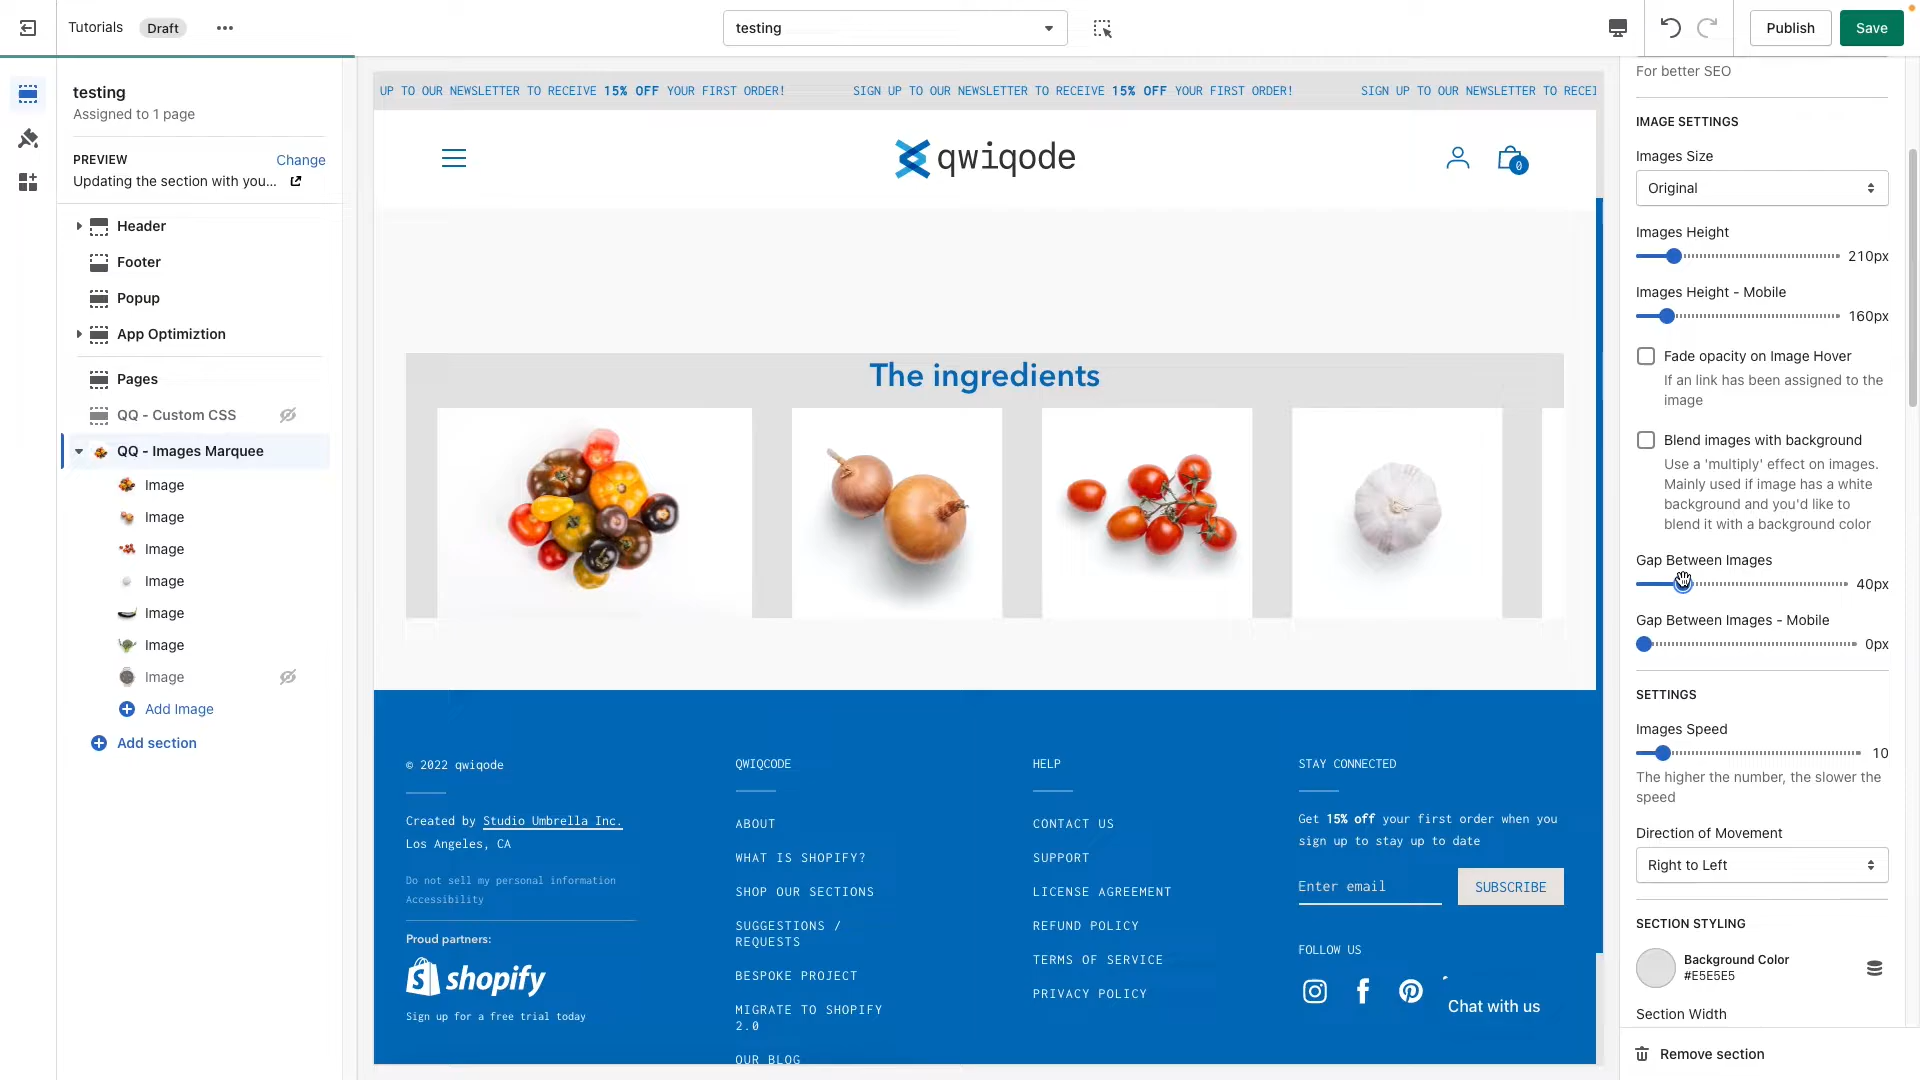 Tutorials
Draft
testing
Publish
Save
testing
Assigned to 1 page
PREVIEW
Change
Updating the section with you...
Header
Footer
Popup
App Optimiztion
Pages
QQ - Custom CSS
QQ - Images Marquee
Image
Image
Image
Image
Image
Image
Image
Add Image
Add section
UP TO OUR NEWSLETTER TO RECEIVE 15% OFF YOUR FIRST ORDER!
SIGN UP TO OUR NEWSLETTER TO RECEIVE 15% OFF YOUR FIRST ORDER!
SIGN UP TO OUR NEWSLETTER TO RECEI
qwiqode
0
The ingredients
© 2022 qwiqode
Created by Studio Umbrella Inc.
Los Angeles, CA
Do not sell my personal information
Accessibility
Proud partners:
shopify
Sign up for a free trial today
QWIQCODE
ABOUT
WHAT IS SHOPIFY?
SHOP OUR SECTIONS
SUGGESTIONS /
REQUESTS
BESPOKE PROJECT
MIGRATE TO SHOPIFY
2.0
OUR BLOG
HELP
CONTACT US
SUPPORT
LICENSE AGREEMENT
REFUND POLICY
TERMS OF SERVICE
PRIVACY POLICY
STAY CONNECTED
Get 15% off your first order when you
sign up to stay up to date
Enter email
SUBSCRIBE
FOLLOW US
Chat with us
For better SEO
IMAGE SETTINGS
Images Size
Original
Images Height
210px
Images Height - Mobile
160px
Fade opacity on Image Hover
If an link has been assigned to the
image
Blend images with background
Use a 'multiply' effect on images.
Mainly used if image has a white
background and you'd like to
blend it with a background color
Gap Between Images
40px
Gap Between Images - Mobile
0px
SETTINGS
Images Speed
10
The higher the number, the slower the
speed
Direction of Movement
Right to Left
SECTION STYLING
Background Color
#E5E5E5
Section Width
Remove section